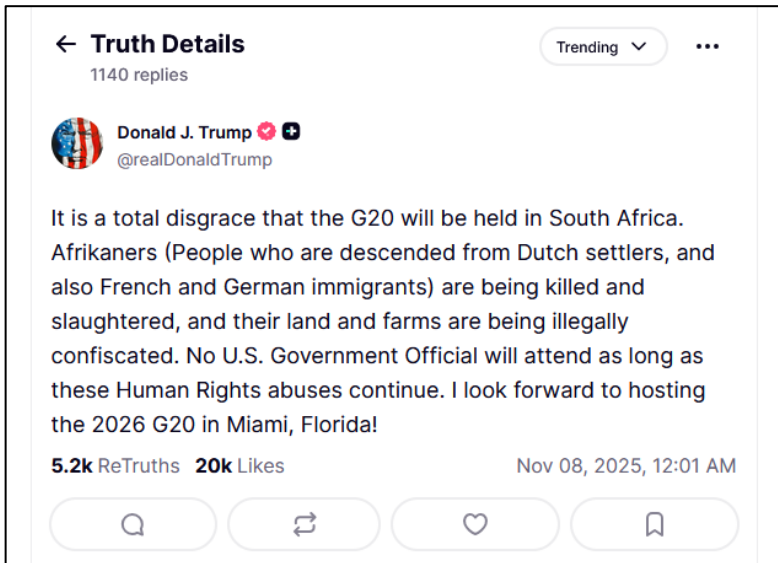 Truth Details
Trending
1140 replies
Donald J. Trump
@realDonaldTrump
It is a total disgrace that the G20 will be held in South Africa.
Afrikaners (People who are descended from Dutch settlers, and
also French and German immigrants) are being killed and
slaughtered, and their land and farms are being illegally
confiscated. No U.S. Government Official will attend as long as
these Human Rights abuses continue. I look forward to hosting
the 2026 G20 in Miami, Florida!
5.2k ReTruths 20k Likes
Nov 08, 2025, 12:01 AM